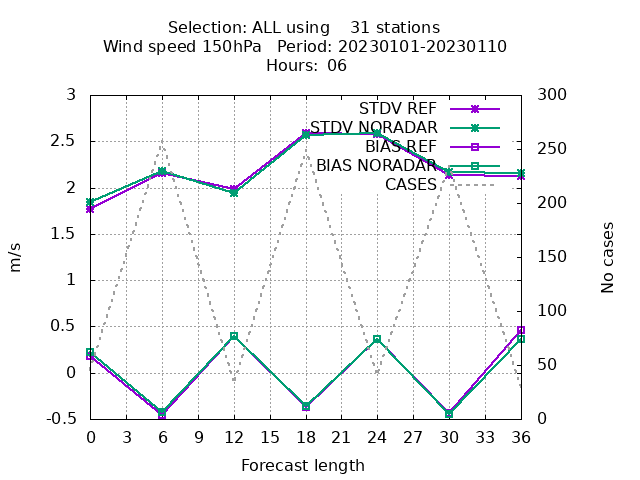 Selection: ALL using    31 stations
Wind speed 150hPa   Period: 20230101-20230110
Hours:  06
3
2.5
2
1.5
1
0.5
0
-0.5
300
250
200
150
100
50
0
0 3 6 9 12 15 18 21 24 27 30 33 36
m/s
No cases
Forecast length
STDV REF
STDV NORADAR
BIAS REF
BIAS NORADAR
CASES